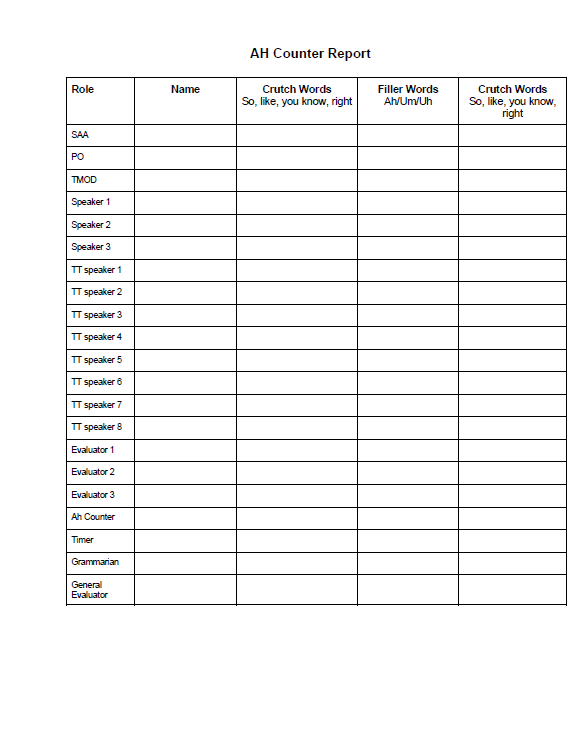 AH Counter Report
Role Name Crutch Words Filler Words Crutch Words
So, like, you know, right Ah/Um/Uh So, like, you know,
right
SAA
PO
TMOD
Speaker 1
Speaker 2
Speaker 3
TT speaker 1
TT speaker 2
TT speaker 3
TT speaker 4
TT speaker 5
TT speaker 6
TT speaker 7
TT speaker 8
Evaluator 1
Evaluator 2
Evaluator 3
Ah Counter
Timer
Grammarian
General
Evaluator